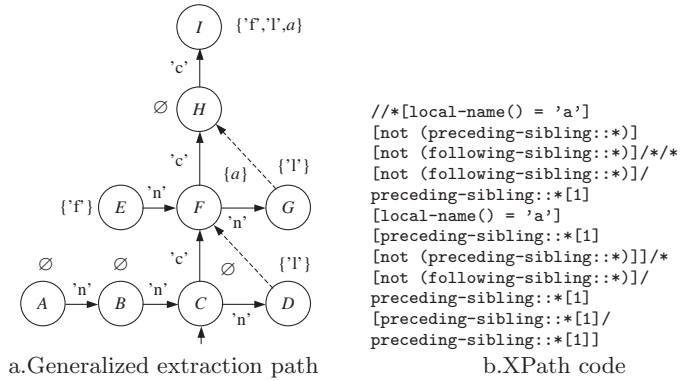 I {'f','l',a}
'c'
∅ H
'c' {a} {'l'}
{'f'} E 'n' F 'n' G
'c' ∅ {'l'}
∅ ∅
A 'n' B 'n' C 'n' D
a.Generalized extraction path
//*[local-name() = 'a']
[not (preceding-sibling::*)]
[not (following-sibling::*)]/*/*
[not (following-sibling::*)]/
preceding-sibling::*[1]
[local-name() = 'a']
[preceding-sibling::*[1]
[not (preceding-sibling::*)]]/*
[not (following-sibling::*)]/
preceding-sibling::*[1]
[preceding-sibling::*[1]/
preceding-sibling::*[1]]
b.XPath code